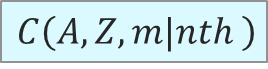 C(A, Z, m|nth )